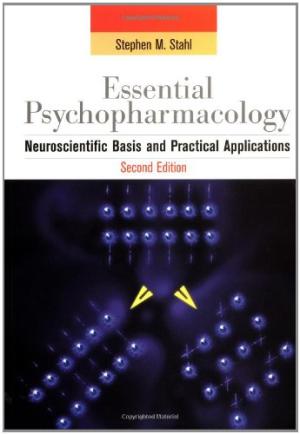 Stephen M. Stahl
Essential
Psychopharmacology
Neuroscientific Basis and Practical Applications
Second Edition